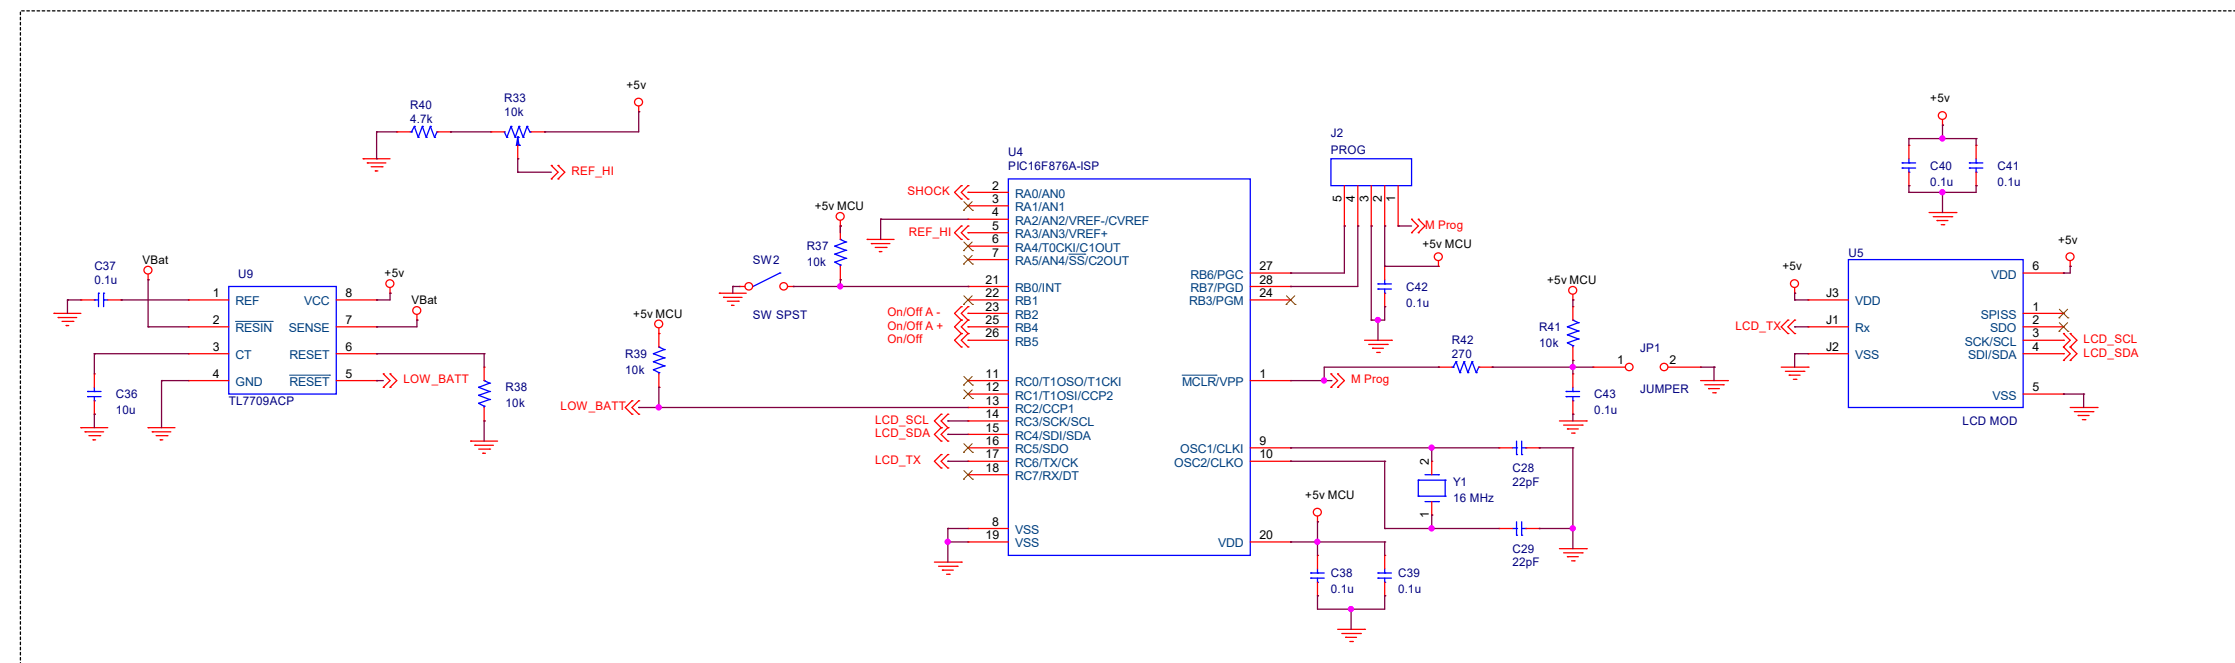 +5v
R40
4.7k
R33
10k
REF_HI
C37
0.1u
VBat
U9
+5v
VBat
1 REF
2 RESIN
3 CT
4 GND
VCC 8
SENSE 7
RESET 6
RESET 5
TL7709ACP
LOW_BATT
C36
10u
R38
10k
+5v MCU
R39
10k
LOW_BATT
+5v MCU
R37
10k
SW2
SW SPST
U4
PIC16F876A-ISP
SHOCK 2 RA0/AN0
3 RA1/AN1
4 RA2/AN2/VREF-/CVREF
REF_HI 5 RA3/AN3/VREF+
6 RA4/T0CKI/C1OUT
7 RA5/AN4/SS/C2OUT
21 RB0/INT
22 RB1
On/Off A - 23 RB2
On/Off A + 25 RB4
On/Off 26 RB5
11 RC0/T1OSO/T1CKI
12 RC1/T1OSI/CCP2
13 RC2/CCP1
LCD_SCL 14 RC3/SCK/SCL
LCD_SDA 15 RC4/SDI/SDA
16 RC5/SDO
LCD_TX 17 RC6/TX/CK
18 RC7/RX/DT
8 VSS
19 VSS
RB6/PGC 27
RB7/PGD 28
RB3/PGM 24
MCLR/VPP 1
OSC1/CLKI 9
OSC2/CLKO 10
VDD 20
J2
PROG
5 4 3 2 1
M Prog
+5v MCU
C42
0.1u
M Prog
R42
270
+5v MCU
R41
10k
JP1
1 2
JUMPER
C43
0.1u
2
Y1
16 MHz
1
C28
22pF
C29
22pF
+5v MCU
C38
0.1u
C39
0.1u
+5v
C40
0.1u
C41
0.1u
U5
+5v
+5v
J3 VDD
LCD_TX J1 Rx
J2 VSS
VDD 6
SPISS 1
SDO 2
SCK/SCL 3 LCD_SCL
SDI/SDA 4 LCD_SDA
VSS 5
LCD MOD